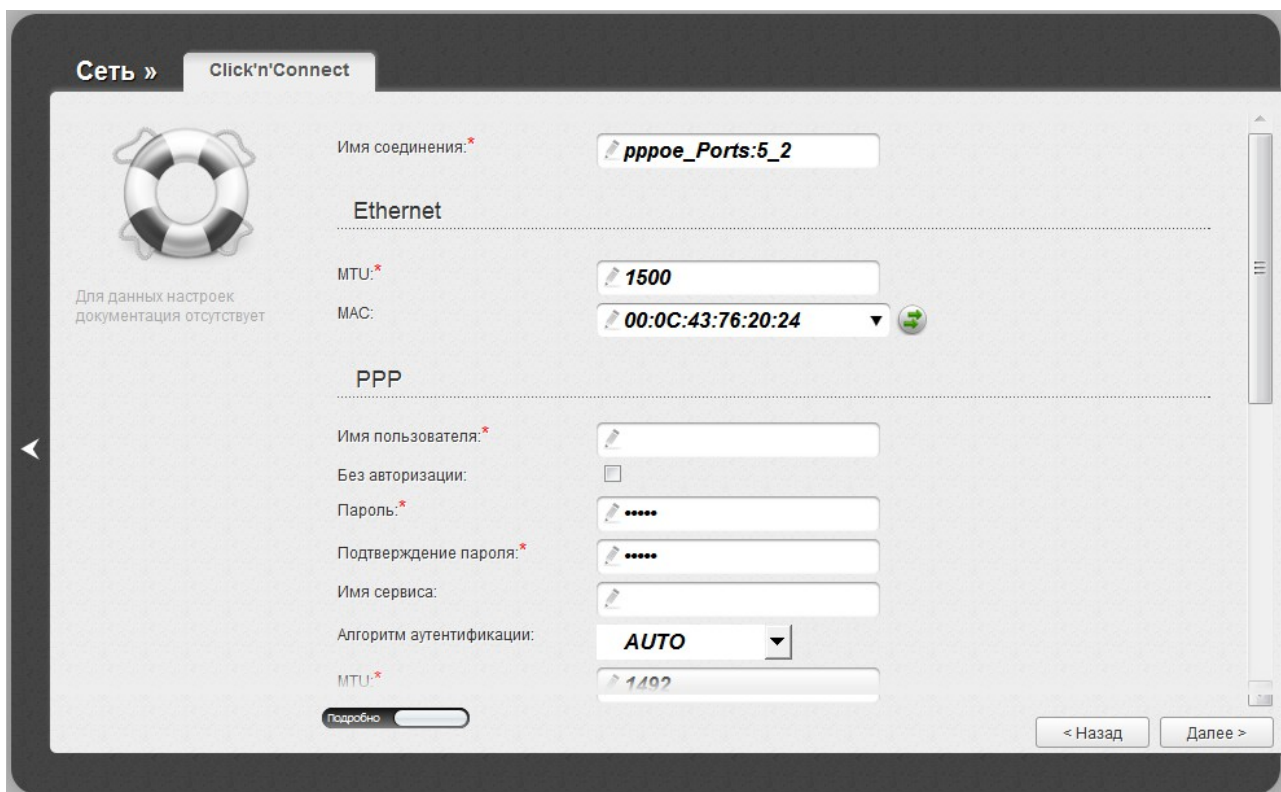 Сеть »
Click'n'Connect
Для данных настроек
документация отсутствует
Имя соединения:*
pppoe_Ports:5_2
Ethernet
MTU:*
1500
MAC:
00:0C:43:76:20:24
PPP
Имя пользователя:*
Без авторизации:
Пароль:*
•••••
Подтверждение пароля:*
•••••
Имя сервиса:
Алгоритм аутентификации:
AUTO
MTU:*
1492
Подробно
< Назад
Далее >